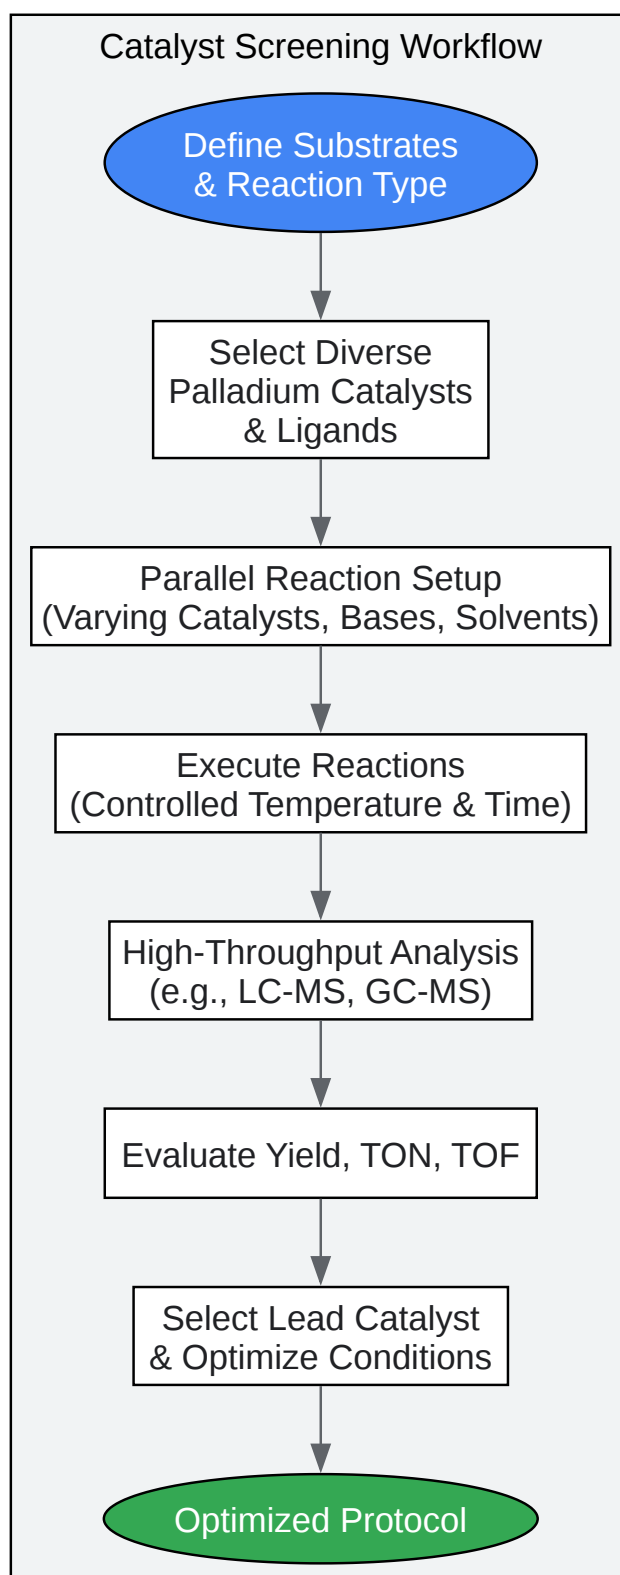 Catalyst Screening Workflow
Define Substrates
& Reaction Type
Select Diverse
Palladium Catalysts
& Ligands
Parallel Reaction Setup
(Varying Catalysts, Bases, Solvents)
Execute Reactions
(Controlled Temperature & Time)
High-Throughput Analysis
(e.g., LC-MS, GC-MS)
Evaluate Yield, TON, TOF
Select Lead Catalyst
& Optimize Conditions
Optimized Protocol